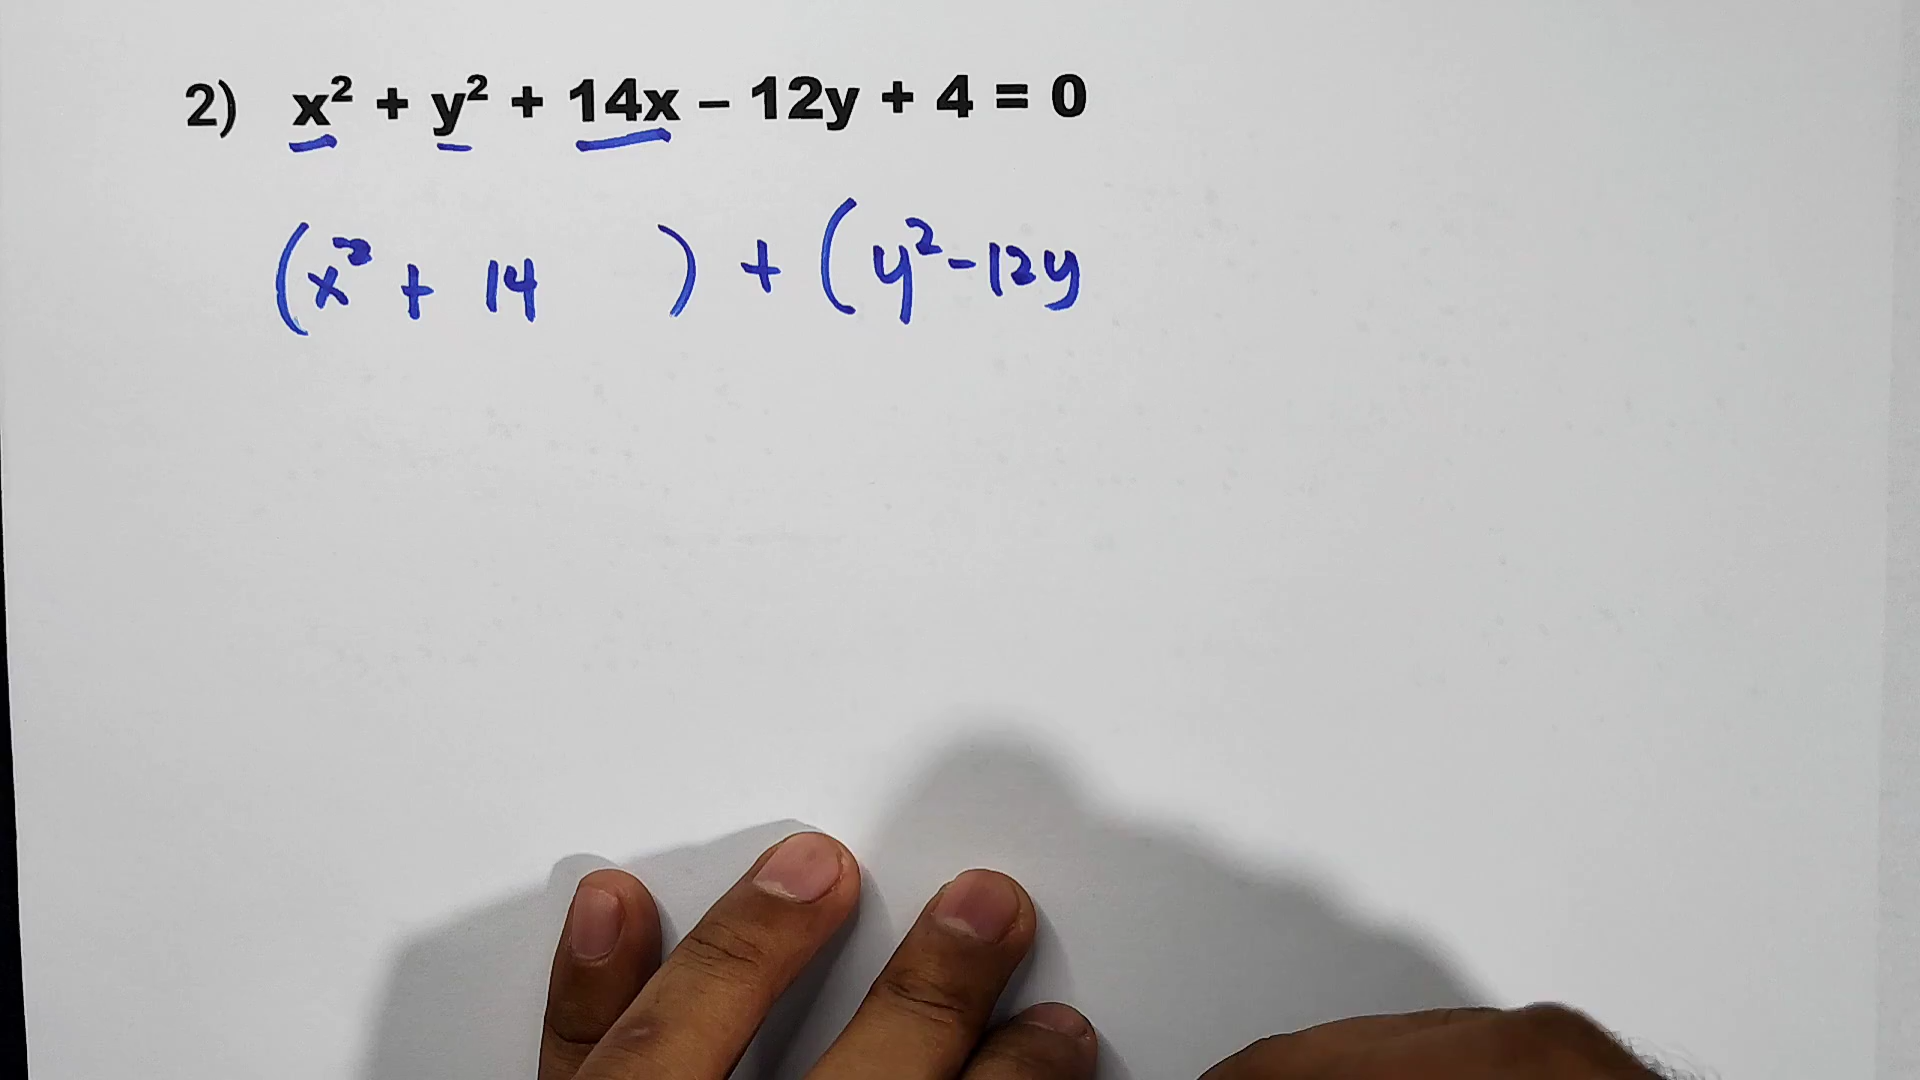 2) x² + y² + 14x – 12y + 4 = 0
(x² + 14 ) + (y² - 12y